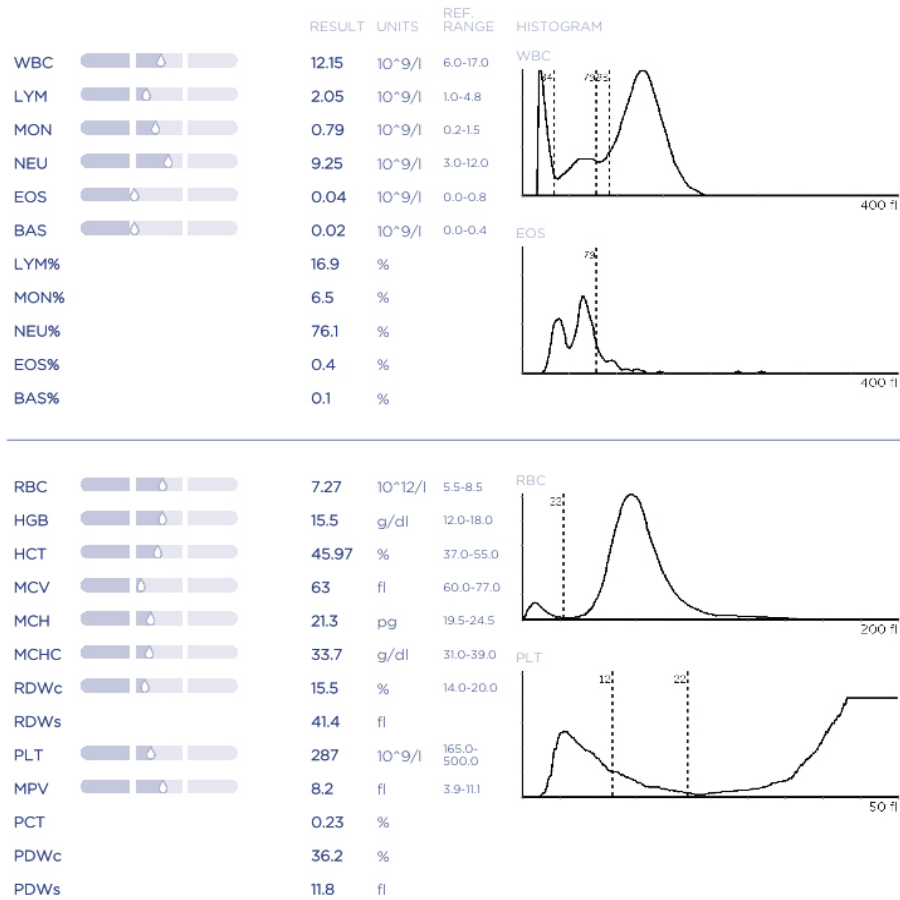 RESULT UNITS REF. RANGE HISTOGRAM
WBC 12.15 10^9/l 6.0-17.0
LYM 2.05 10^9/l 1.0-4.8
MON 0.79 10^9/l 0.2-1.5
NEU 9.25 10^9/l 3.0-12.0
EOS 0.04 10^9/l 0.0-0.8
BAS 0.02 10^9/l 0.0-0.4
LYM% 16.9 %
MON% 6.5 %
NEU% 76.1 %
EOS% 0.4 %
BAS% 0.1 %
WBC
400 fl
EOS
79
400 fl
RBC 7.27 10^12/l 5.5-8.5
HGB 15.5 g/dl 12.0-18.0
HCT 45.97 % 37.0-55.0
MCV 63 fl 60.0-77.0
MCH 21.3 pg 19.5-24.5
MCHC 33.7 g/dl 31.0-39.0
RDWc 15.5 % 14.0-20.0
RDWs 41.4 fl
PLT 287 10^9/l 165.0-500.0
MPV 8.2 fl 3.9-11.1
PCT 0.23 %
PDWc 36.2 %
PDWs 11.8 fl
RBC
22
200 fl
PLT
12 22
50 fl